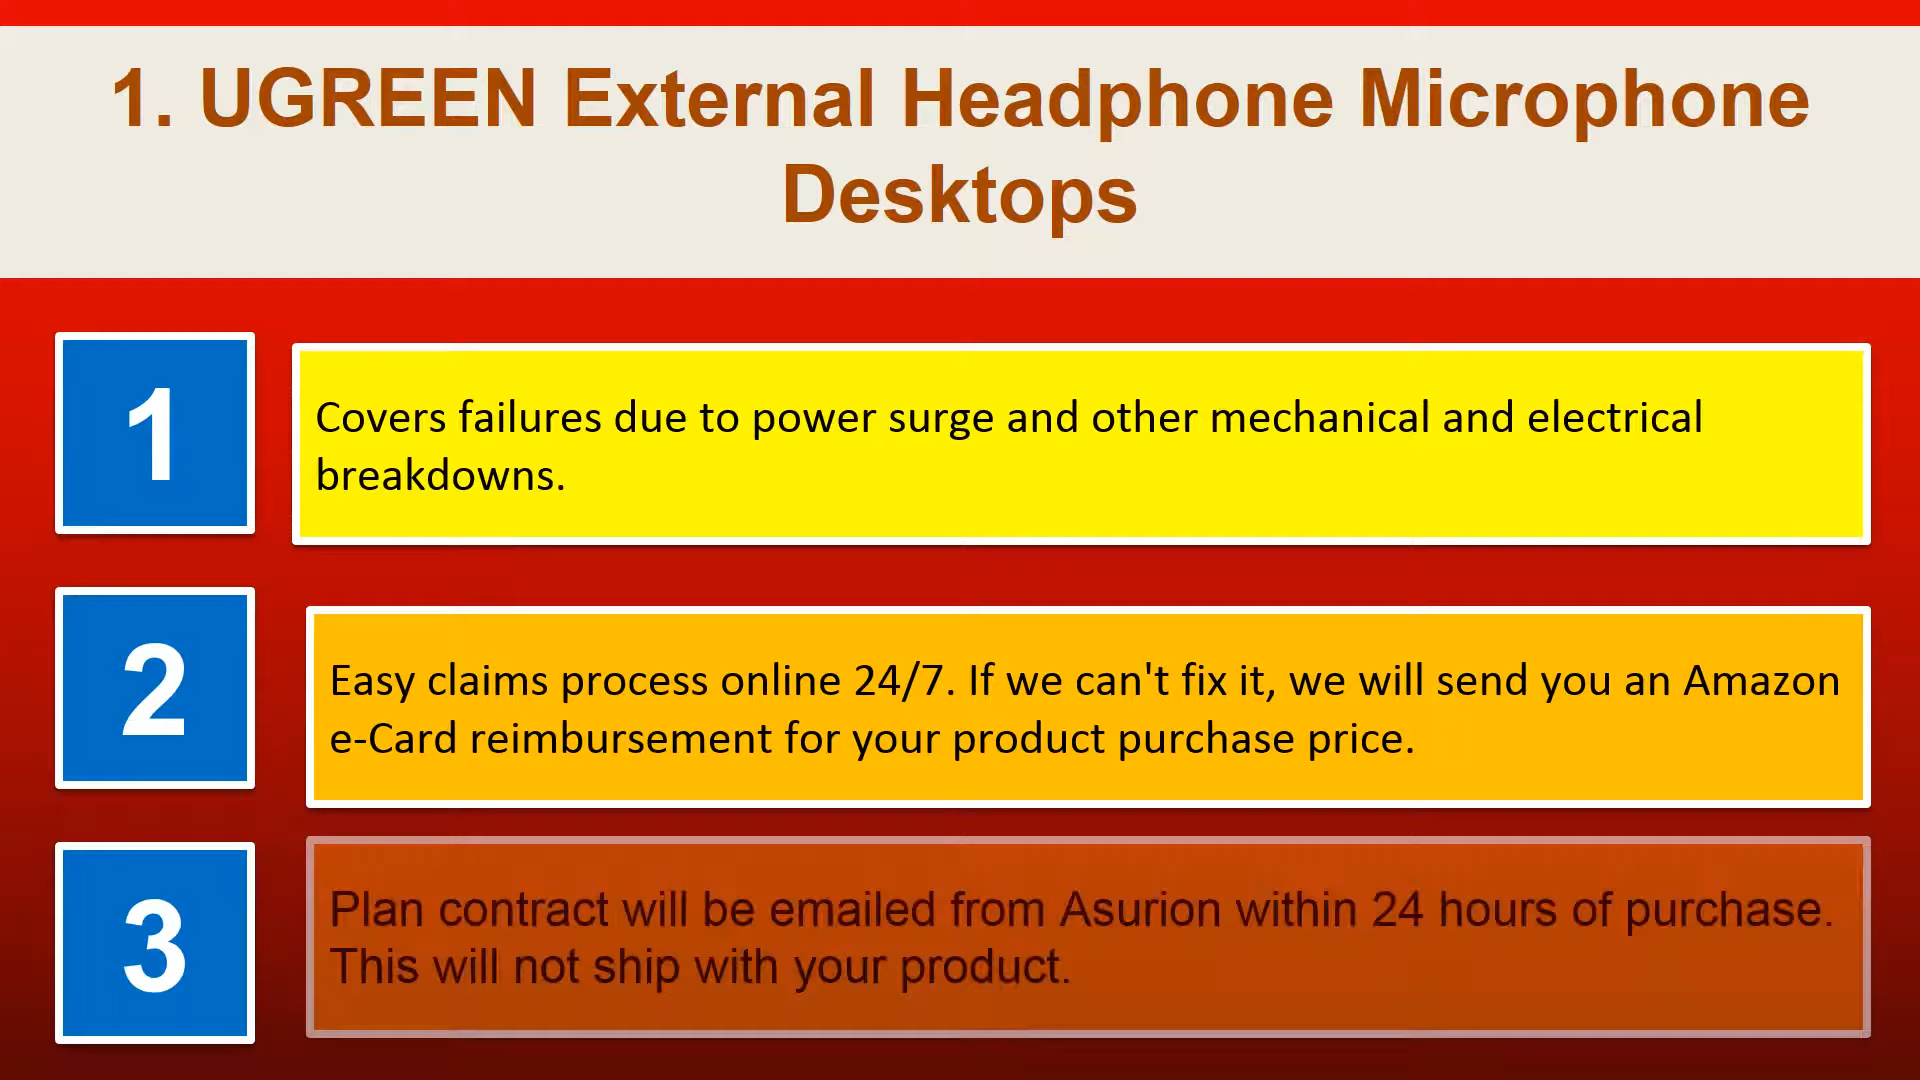 1. UGREEN External Headphone Microphone
Desktops
1
Covers failures due to power surge and other mechanical and electrical
breakdowns.
2
Easy claims process online 24/7. If we can't fix it, we will send you an Amazon
e-Card reimbursement for your product purchase price.
3
Plan contract will be emailed from Asurion within 24 hours of purchase.
This will not ship with your product.